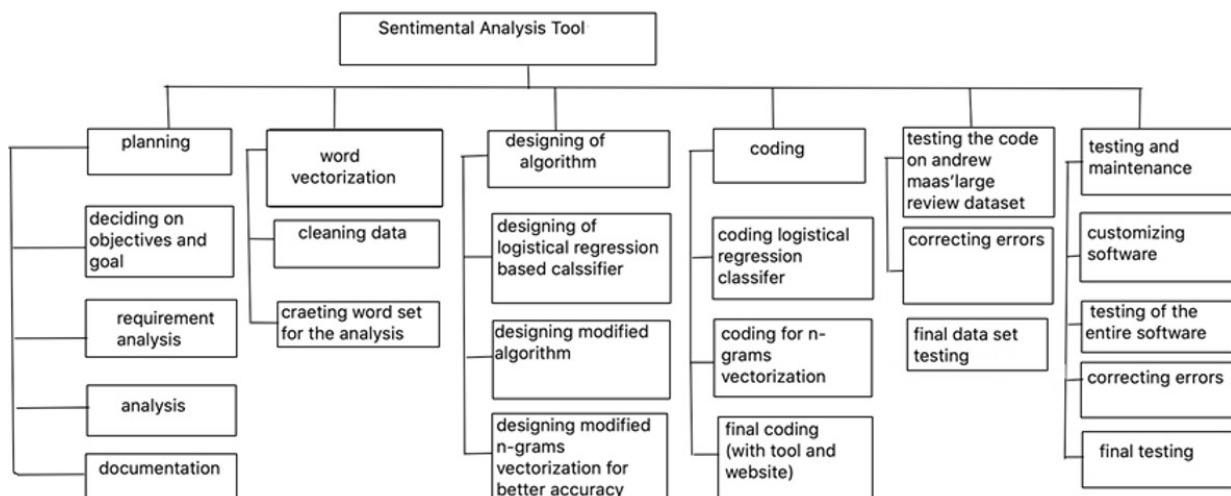 Sentimental Analysis Tool
planning
deciding on
objectives and
goal
requirement
analysis
analysis
documentation
word
vectorization
cleaning data
craeting word set
for the analysis
designing of
algorithm
designing of
logistical regression
based calssifier
designing modified
algorithm
designing modified
n-grams
vectorization for
better accuracy
coding
coding logistical
regression
classifer
coding for n-
grams
vectorization
final coding
(with tool and
website)
testing the code
on andrew
maas'large
review dataset
correcting errors
final data set
testing
testing and
maintenance
customizing
software
testing of the
entire software
correcting errors
final testing